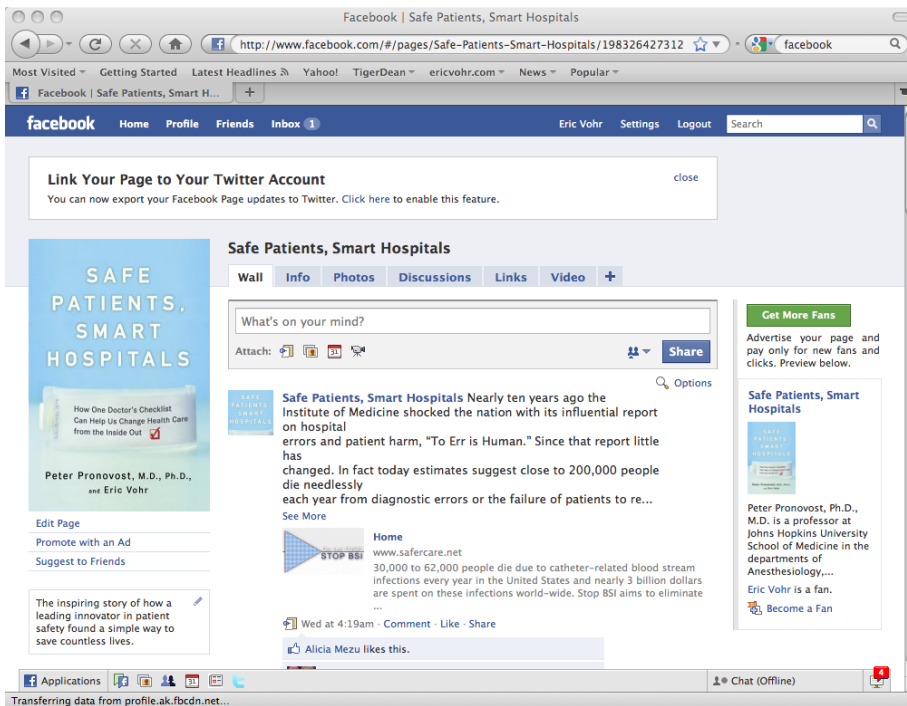 Facebook | Safe Patients, Smart Hospitals
http://www.facebook.com/#/pages/Safe-Patients-Smart-Hospitals/198326427312
facebook
Most Visited Getting Started Latest Headlines Yahoo! TigerDean ericvohr.com News Popular
Facebook | Safe Patients, Smart H... +
facebook Home Profile Friends Inbox 1 Eric Vohr Settings Logout Search
Link Your Page to Your Twitter Account close
You can now export your Facebook Page updates to Twitter. Click here to enable this feature.
SAFE
PATIENTS,
SMART
HOSPITALS
How One Doctor's Checklist
Can Help Us Change Health Care
from the Inside Out
Peter Pronovost, M.D., Ph.D.,
and Eric Vohr
Edit Page
Promote with an Ad
Suggest to Friends
The inspiring story of how a
leading innovator in patient
safety found a simple way to
save countless lives.
Safe Patients, Smart Hospitals
Wall Info Photos Discussions Links Video +
What's on your mind?
Attach: 31 Share
Options
SAFE
PATIENTS,
SMART
HOSPITALS
Safe Patients, Smart Hospitals Nearly ten years ago the
Institute of Medicine shocked the nation with its influential report
on hospital
errors and patient harm, “To Err is Human.” Since that report little
has
changed. In fact today estimates suggest close to 200,000 people
die needlessly
each year from diagnostic errors or the failure of patients to re...
See More
STOP BSI
Home
www.safercare.net
30,000 to 62,000 people die due to catheter-related blood stream
infections every year in the United States and nearly 3 billion dollars
are spent on these infections world-wide. Stop BSI aims to eliminate
...
Wed at 4:19am · Comment · Like · Share
Alicia Mezu likes this.
Get More Fans
Advertise your page and
pay only for new fans and
clicks. Preview below.
Safe Patients, Smart
Hospitals
SAFE
PATIENTS,
SMART
HOSPITALS
Peter Pronovost, Ph.D.,
M.D. is a professor at
Johns Hopkins University
School of Medicine in the
departments of
Anesthesiology,...
Eric Vohr is a fan.
Become a Fan
Applications 31 Chat (Offline) 4
Transferring data from profile.ak.fbcdn.net...